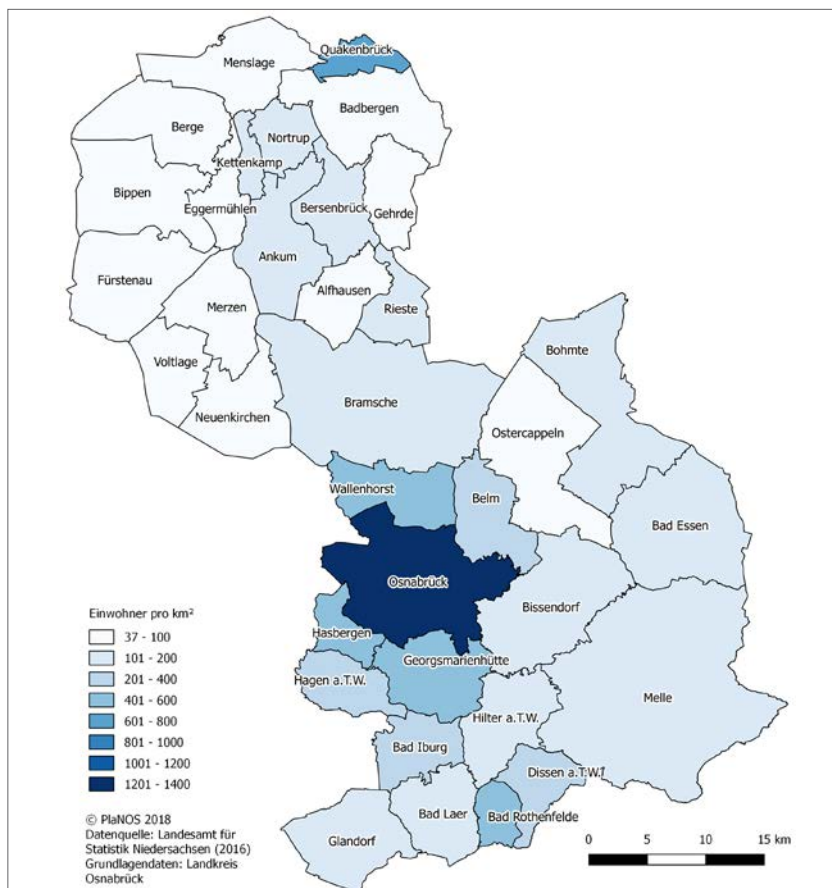 Quakenbrück
Menslage
Badbergen
Berge
Nortrup
Kettenkamp
Bippen
Eggermühlen
Bersenbrück
Gehrde
Ankum
Fürstenau
Alfhausen
Merzen
Rieste
Bohmte
Voltlage
Bramsche
Neuenkirchen
Ostercappeln
Wallenhorst
Belm
Bad Essen
Osnabrück
Bissendorf
Hasbergen
Georgsmarienhütte
Hagen a.T.W.
Melle
Hilter a.T.W.
Bad Iburg
Dissen a.T.W.
Bad Laer
Bad Rothenfelde
Glandorf
Einwohner pro km²
37 - 100
101 - 200
201 - 400
401 - 600
601 - 800
801 - 1000
1001 - 1200
1201 - 1400
© PlaNOS 2018
Datenquelle: Landesamt für
Statistik Niedersachsen (2016)
Grundlagendaten: Landkreis
Osnabrück
0 5 10 15 km